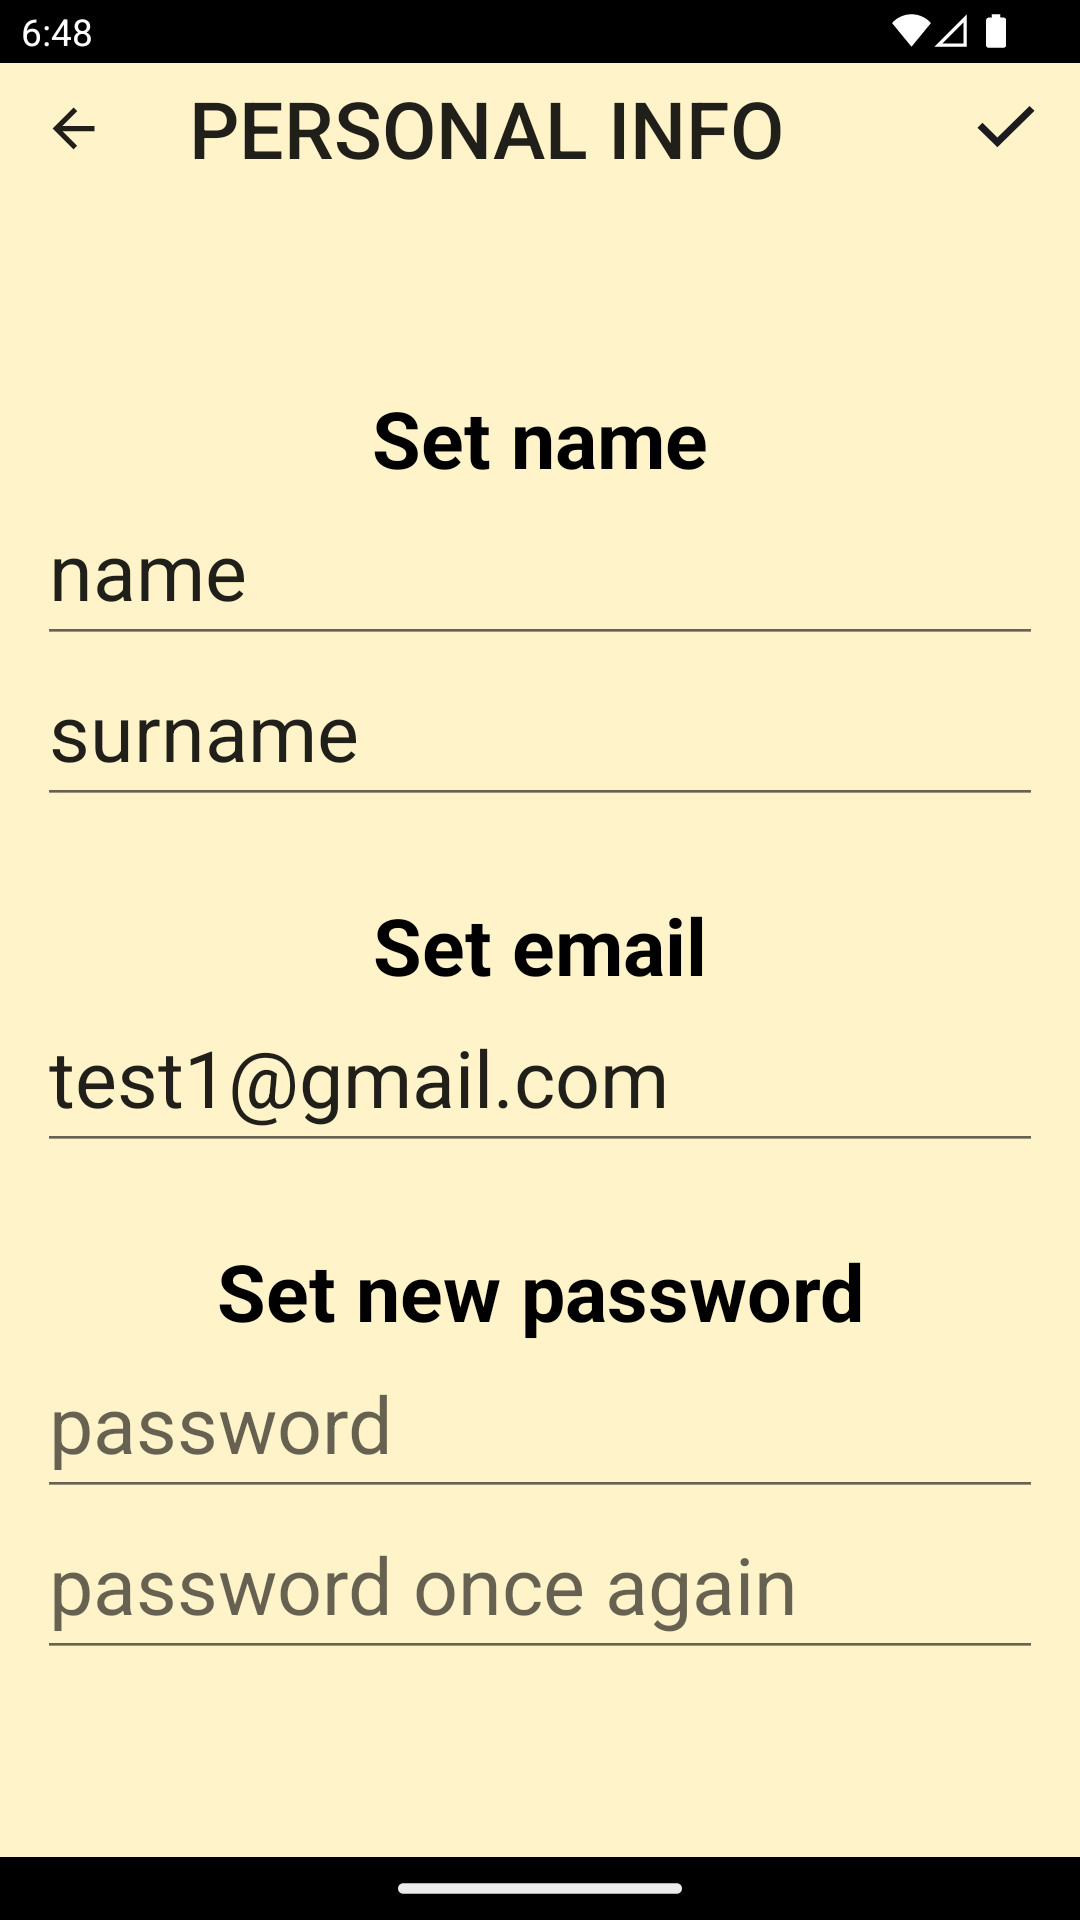 6:48
PERSONAL INFO
Set name
name
surname
Set email
test1@gmail.com
Set new password
password
password once again